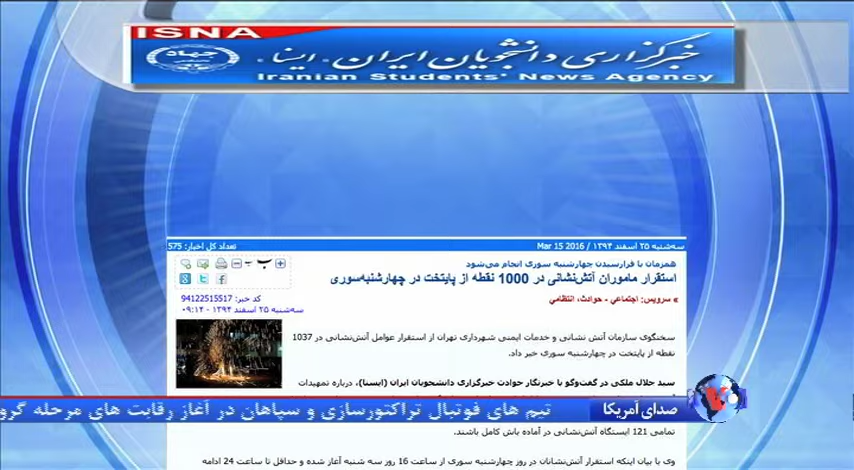 ISNA
خبرگزاری دانشجویان ایران - ایسنا -
Iranian Students' News Agency
سه‌شنبه ۲۵ اسفند ۱۳۹۴ / Mar 15 2016
تعداد کل اخبار: 575
همزمان با فرارسیدن چهارشنبه سوری انجام می‌شود
استقرار ماموران آتش‌نشانی در 1000 نقطه از پایتخت در چهارشنبه‌سوری
» سرویس: اجتماعي - حوادث، انتظامي
کد خبر: 94122515517
سه‌شنبه ۲۵ اسفند ۱۳۹۴ - ۰۹:۱۲
سخنگوی سازمان آتش نشانی و خدمات ایمنی شهرداری تهران از استقرار عوامل آتش‌نشانی در 1037
نقطه از پایتخت در چهارشنبه سوری خبر داد.
سید جلال ملکی در گفت‌وگو با خبرنگار حوادث خبرگزاری دانشجویان ایران (ایسنا)، درباره تمهیدات
صدای آمریکا
تیم های فوتبال تراکتورسازی و سپاهان در آغاز رقابت های مرحله گرو
تمامی 121 ایستگاه آتش‌نشانی در آماده باش کامل باشند.
وی با بیان اینکه استقرار آتش‌نشانان در روز چهارشنبه سوری از ساعت 16 روز سه شنبه آغاز شده و حداقل تا ساعت 24 ادامه